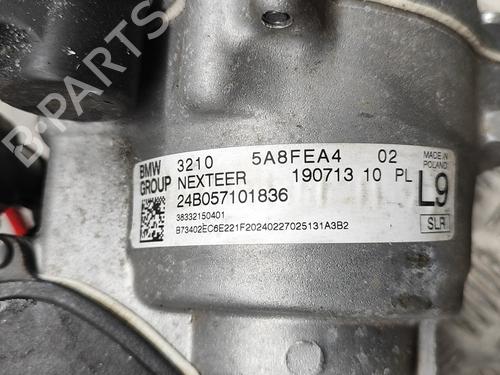 B-PARTS
BMW GROUP 3210 5A8FEA4 02 MADE IN POLAND
NEXTEER 190713 10 PL L9
24B057101836
38332150401 SLR
B73402EC6E221F20240227025131A3B2